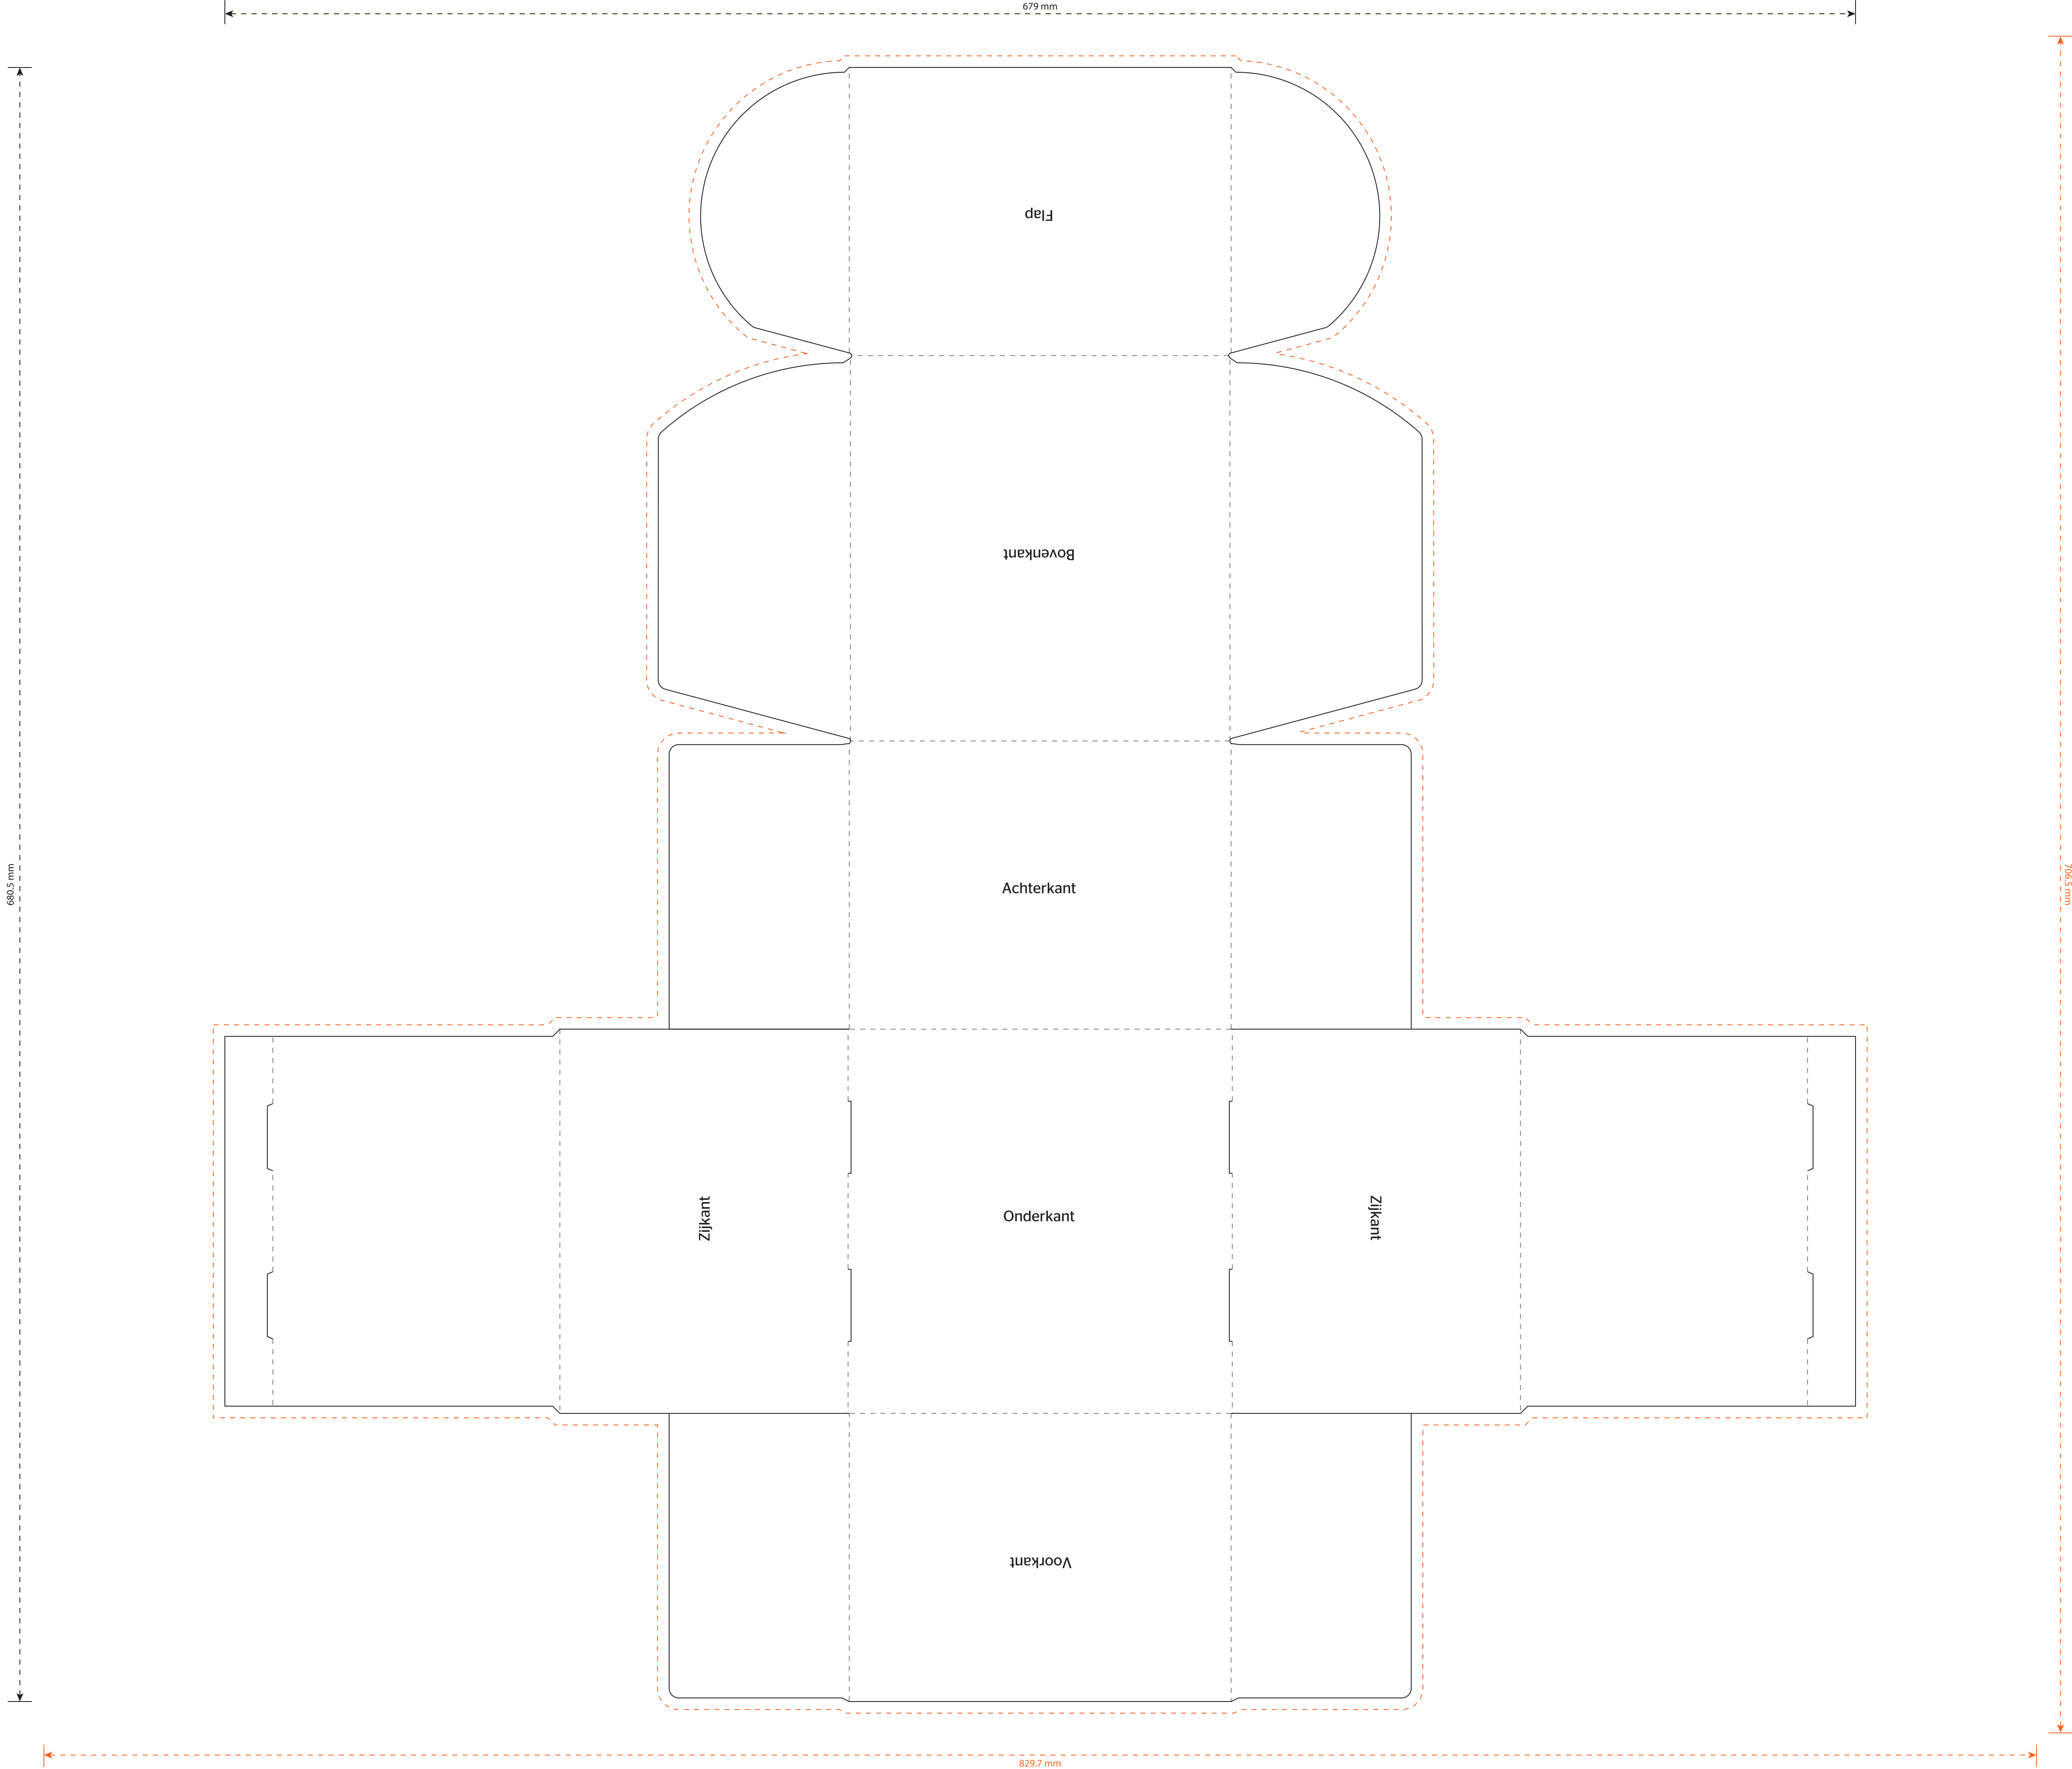 679 mm
Flap
Bovenkant
680.5 mm
706.5 mm
Achterkant
Zijkant
Onderkant
Zijkant
Voorkant
829.7 mm